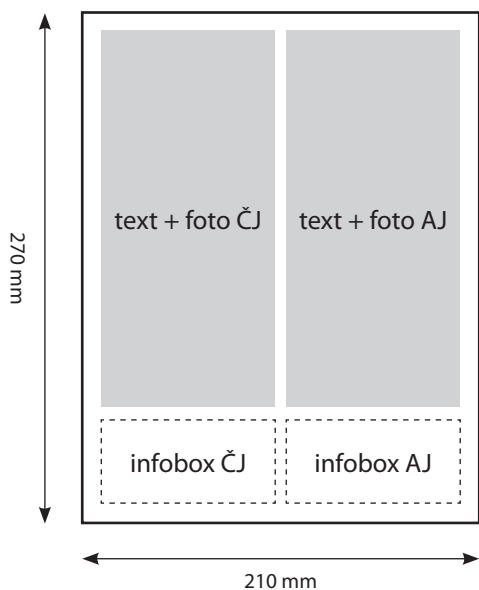 text + foto ČJ
text + foto AJ
270 mm
infobox ČJ
infobox AJ
210 mm